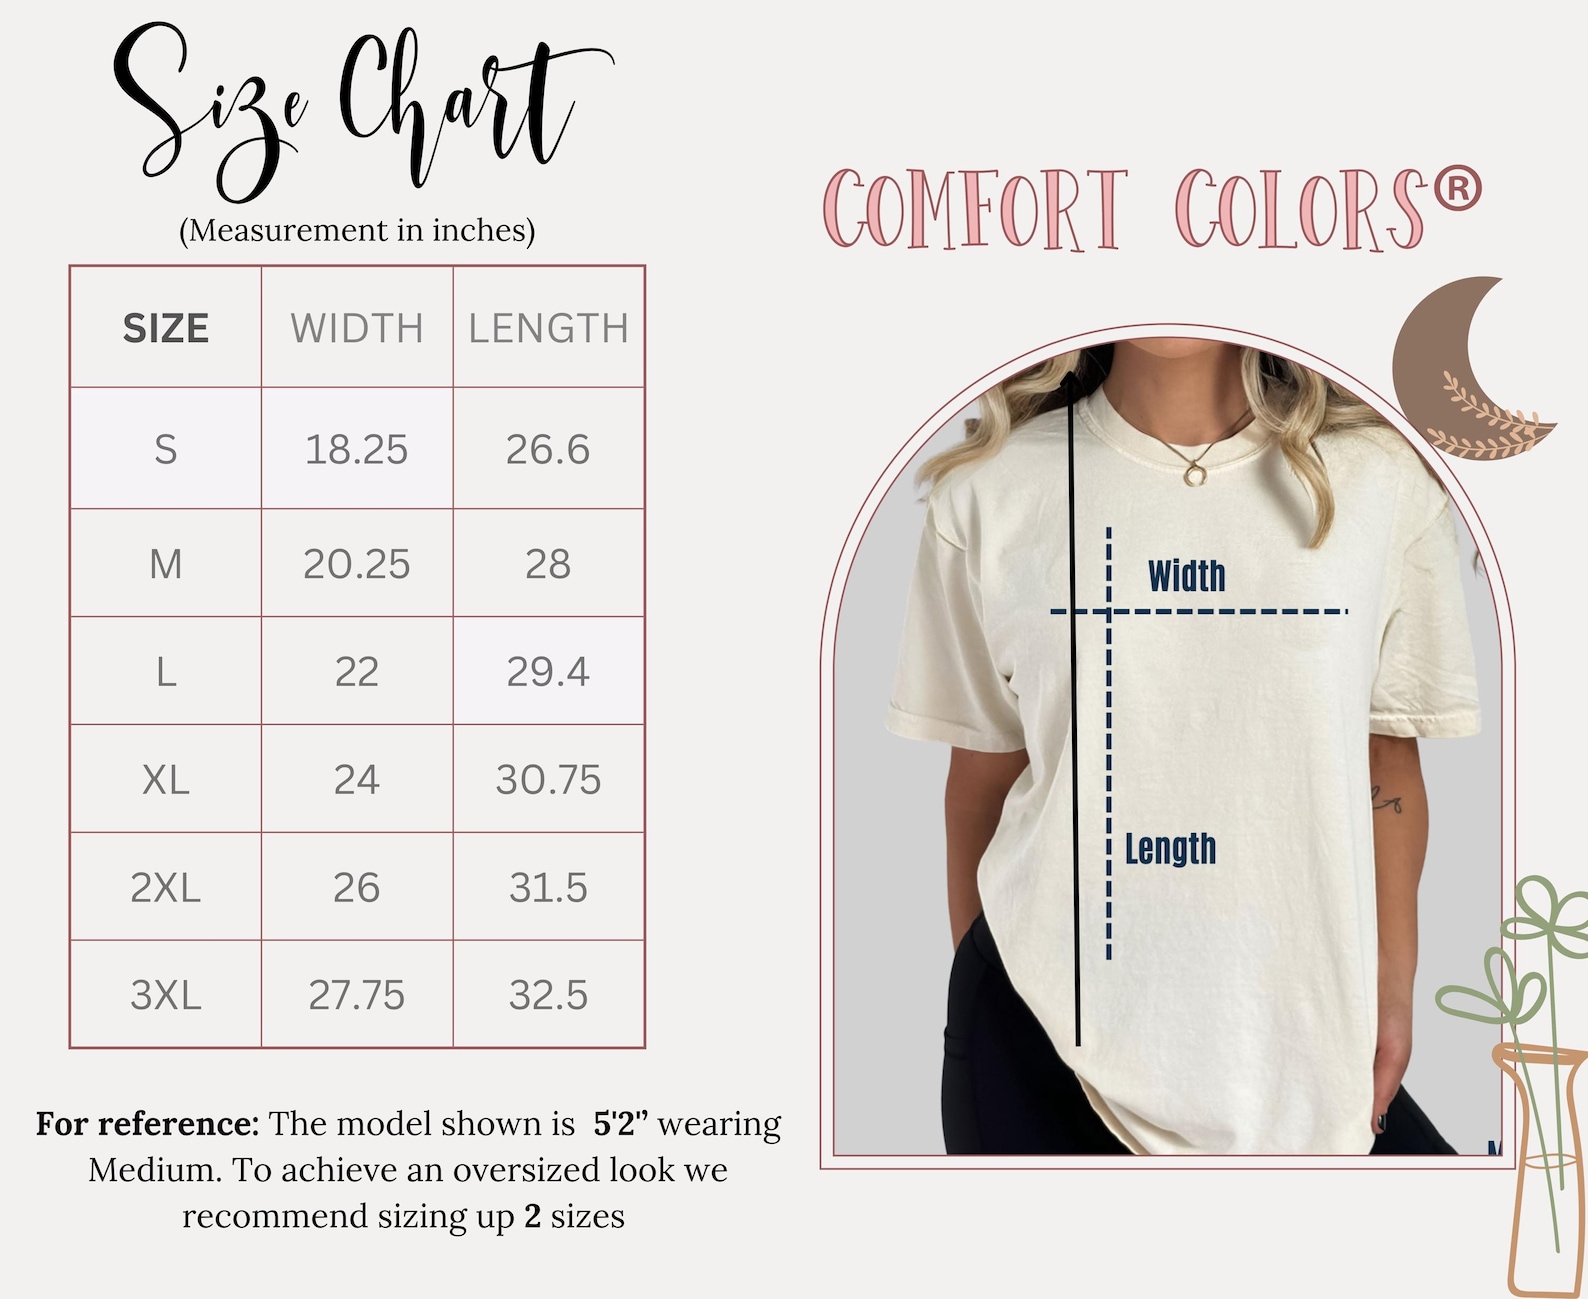 Size Chart
(Measurement in inches)
SIZE WIDTH LENGTH
S 18.25 26.6
M 20.25 28
L 22 29.4
XL 24 30.75
2XL 26 31.5
3XL 27.75 32.5
For reference: The model shown is 5'2” wearing
Medium. To achieve an oversized look we
recommend sizing up 2 sizes
COMFORT COLORS®
Width
Length